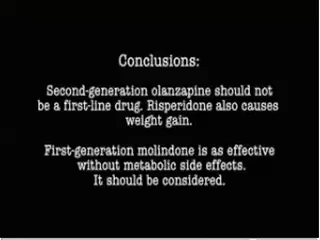 Conclusions:
Second-generation olanzapine should not
be a first-line drug. Risperidone also causes
weight gain.
First-generation molindone is as effective
without metabolic side effects.
It should be considered.